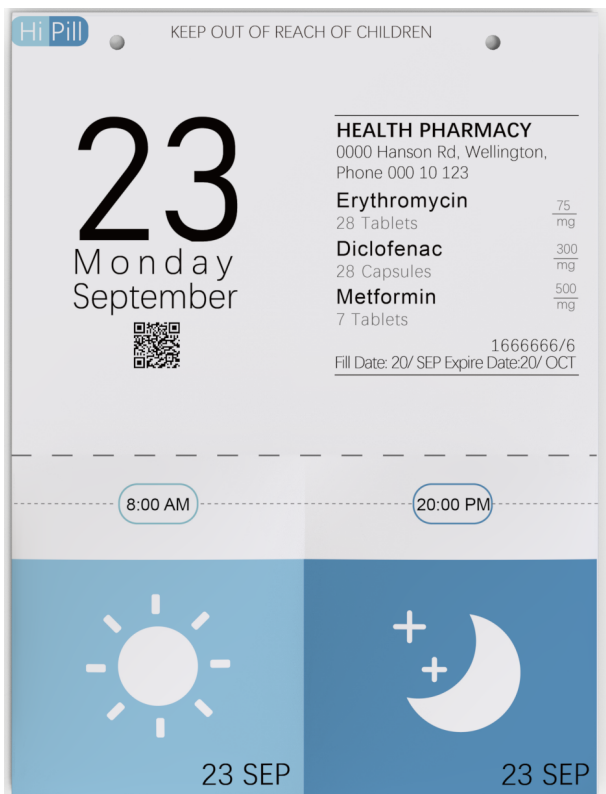 Hi Pill
KEEP OUT OF REACH OF CHILDREN
23
Monday
September
HEALTH PHARMACY
0000 Hanson Rd, Wellington,
Phone 000 10 123
Erythromycin 75
28 Tablets mg
Diclofenac 300
28 Capsules mg
Metformin 500
7 Tablets mg
1666666/6
Fill Date: 20/ SEP Expire Date:20/ OCT
8:00 AM
20:00 PM
23 SEP
23 SEP